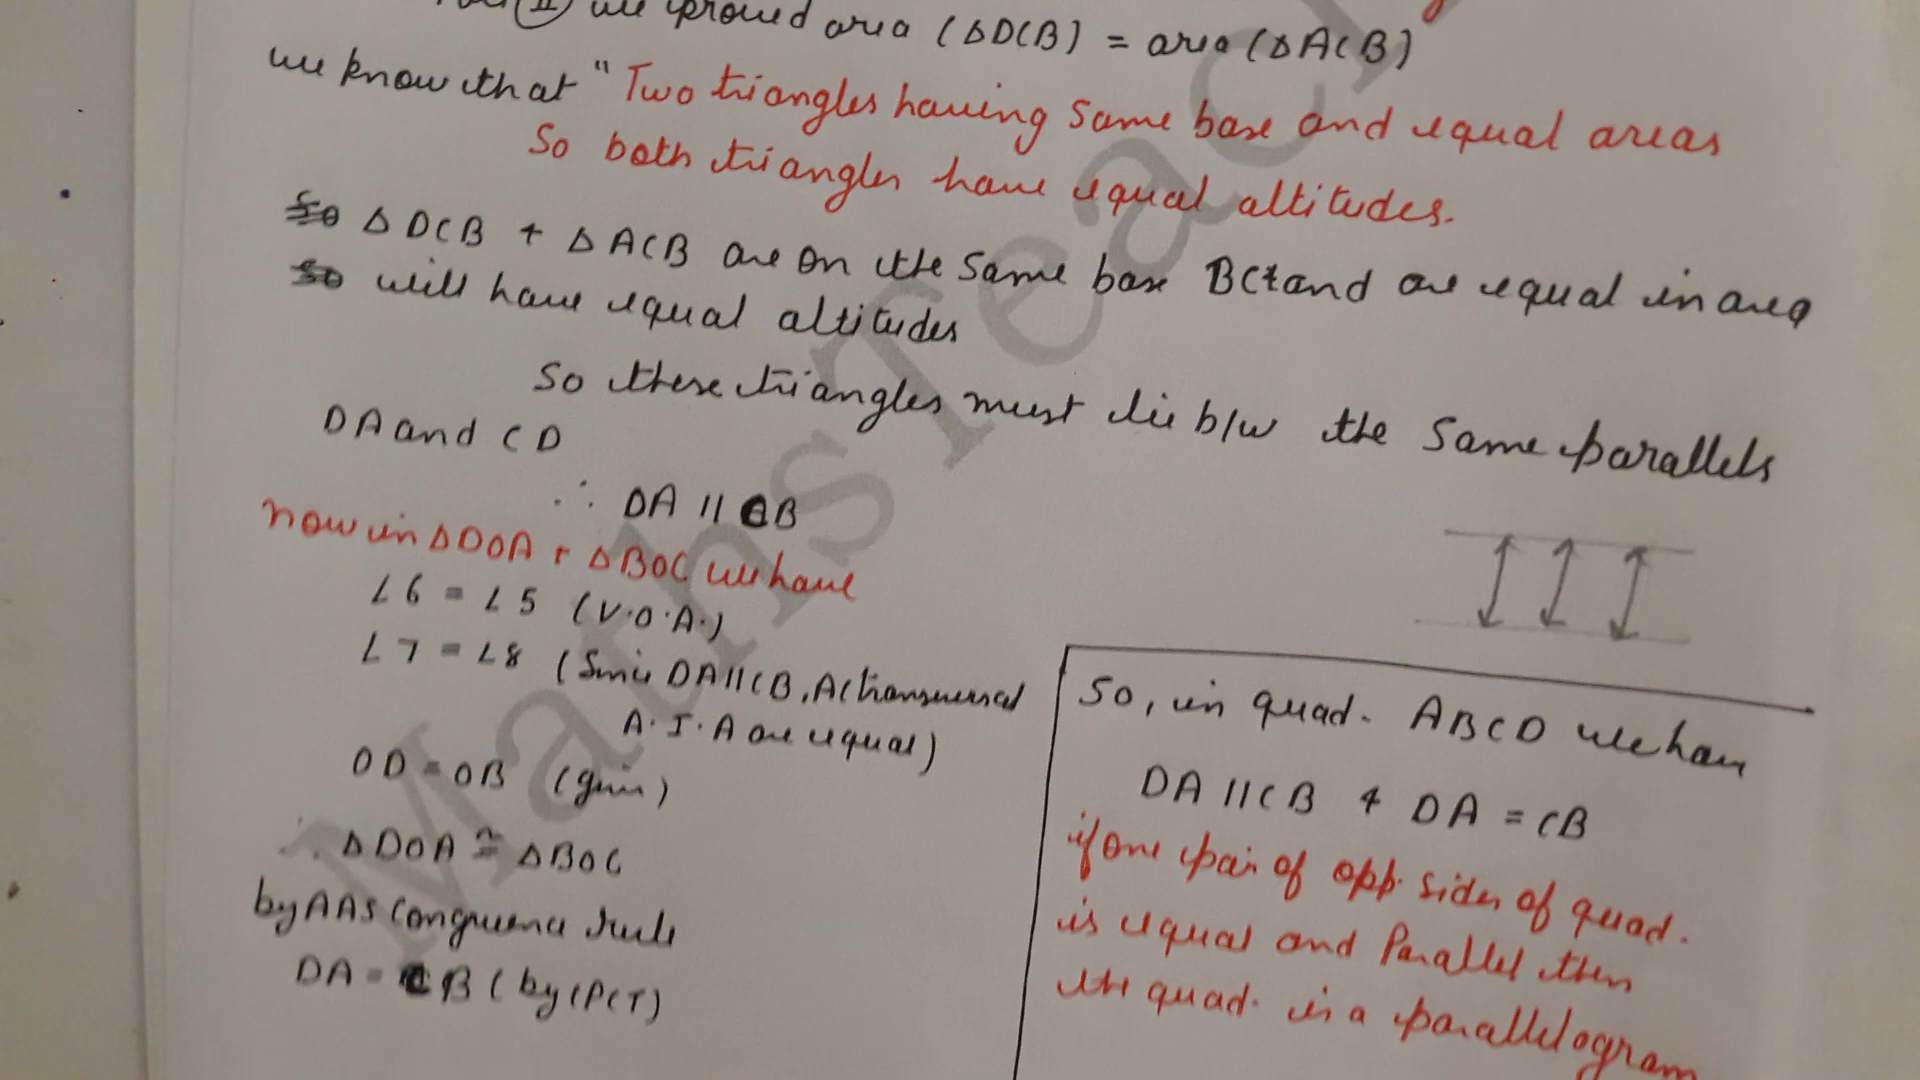 we proved area (ΔDCB) = area (ΔACB)
we know that "Two triangles having same base and equal areas
So both triangles have equal altitudes.
So ΔDCB + ΔACB are on the same base BC+and are equal in area
so will have equal altitudes
So these triangles must lie b/w the same parallels
DA and CD
∴ DA || CB
now in ΔDOA + ΔBOC we have
∠6 = ∠5 (V.O.A.)
∠7 = ∠8 (Since DA||CB, AC transversal
A.I.A are equal)
OD = OB (given)
∴ ΔDOA ≅ ΔBOC
by AAS Congruence rule
DA = CB (by CPCT)
So, in quad. ABCD we have
DA || CB & DA = CB
if one pair of opp. sides of quad.
is equal and Parallel then
the quad. is a parallelogram
MathsTeac